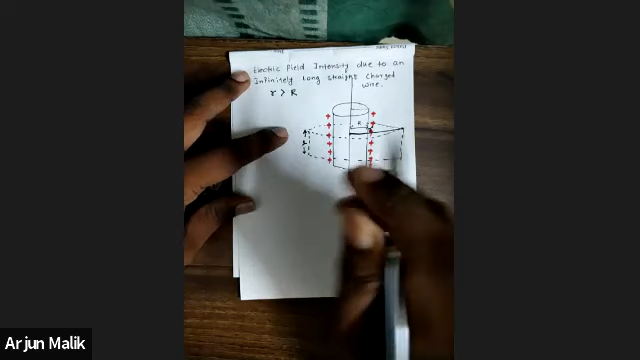 Electric Field Intensity due to an
Infinitely long straight charged
wire.
r > R
R
Arjun Malik